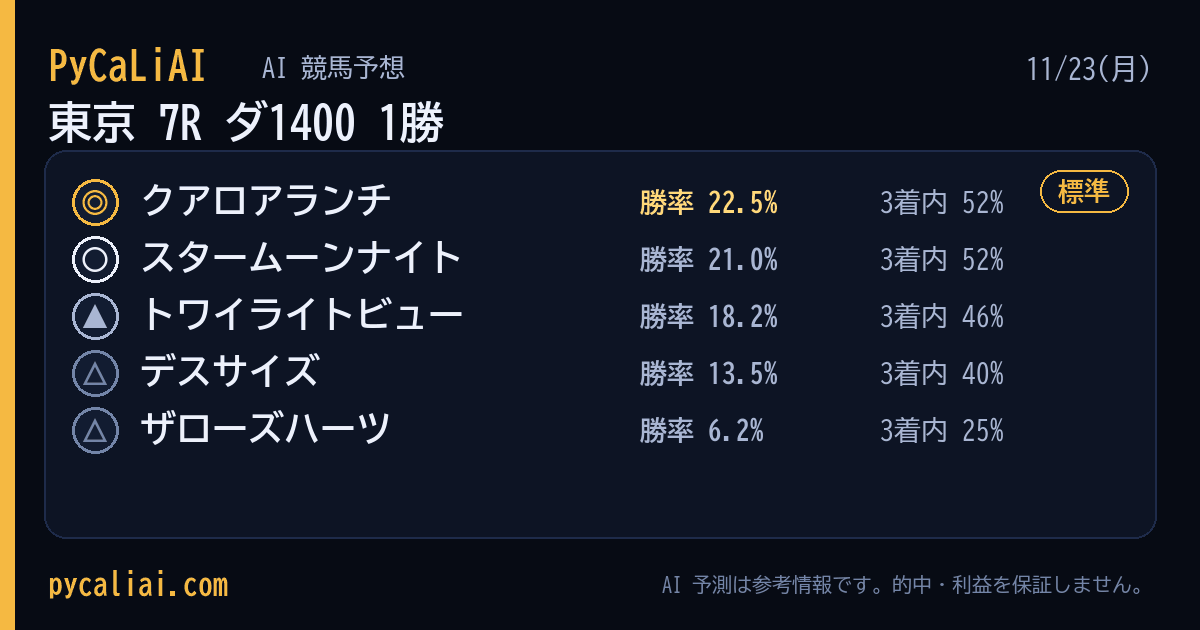 PyCaLiAI AI 競馬予想 11/23(月)
東京 7R ダ1400 1勝
◎ クアロアランチ 勝率 22.5% 3着内 52% 標準
○ スタームーンナイト 勝率 21.0% 3着内 52%
▲ トワイライトビュー 勝率 18.2% 3着内 46%
△ デスサイズ 勝率 13.5% 3着内 40%
△ ザローズハーツ 勝率 6.2% 3着内 25%
pycaliai.com AI 予測は参考情報です。的中・利益を保証しません。